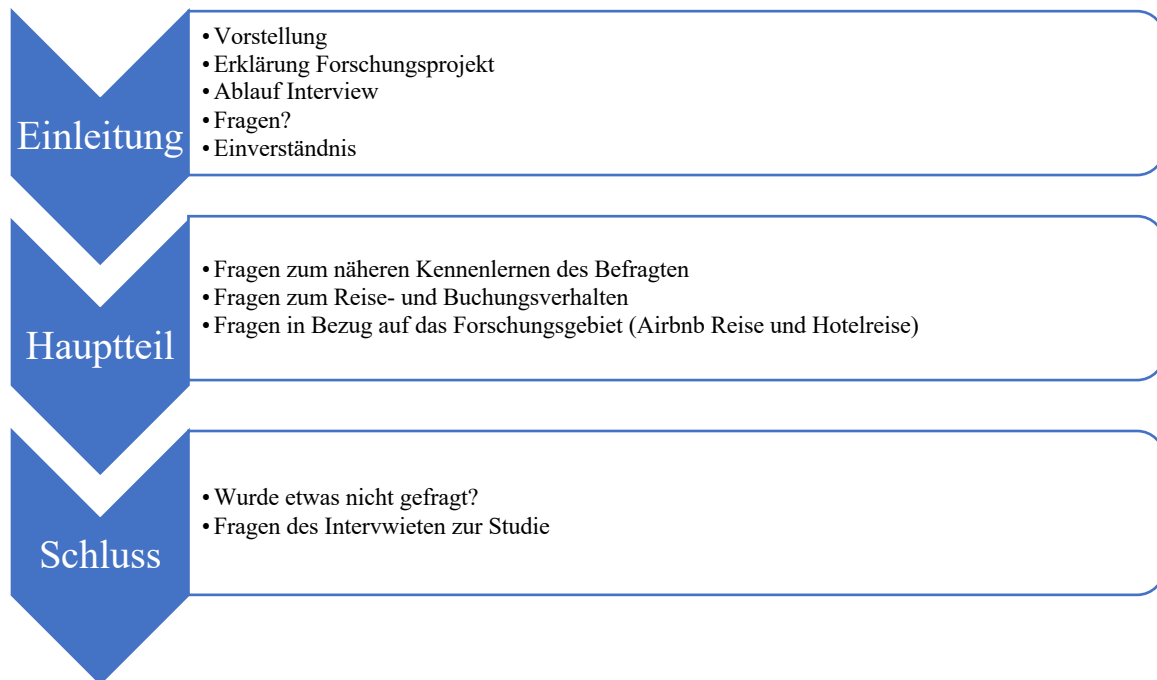 Einleitung
• Vorstellung
• Erklärung Forschungsprojekt
• Ablauf Interview
• Fragen?
• Einverständnis
Hauptteil
• Fragen zum näheren Kennenlernen des Befragten
• Fragen zum Reise- und Buchungsverhalten
• Fragen in Bezug auf das Forschungsgebiet (Airbnb Reise und Hotelreise)
Schluss
• Wurde etwas nicht gefragt?
• Fragen des Intervwieten zur Studie